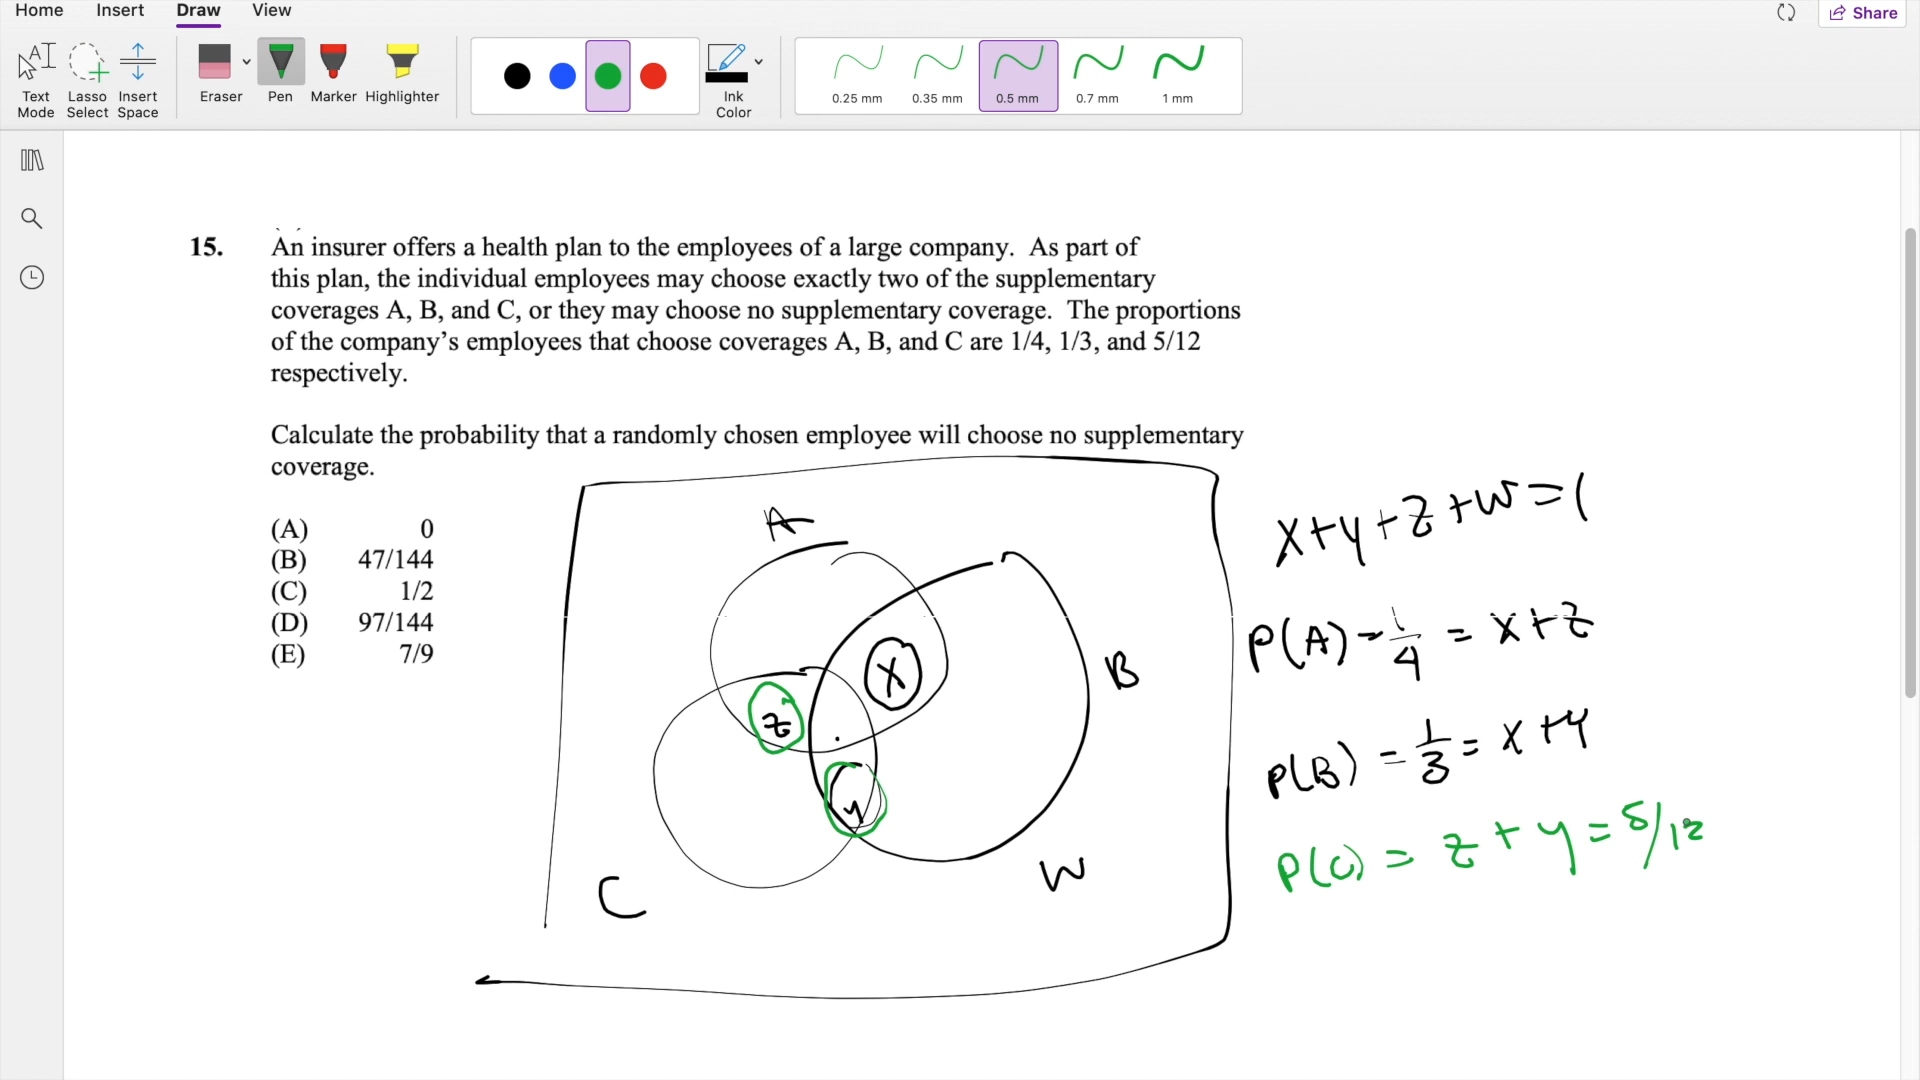 Home Insert Draw View
Share
Text Mode
Lasso Select
Insert Space
Eraser
Pen
Marker
Highlighter
Ink Color
0.25 mm
0.35 mm
0.5 mm
0.7 mm
1 mm
15. An insurer offers a health plan to the employees of a large company. As part of
this plan, the individual employees may choose exactly two of the supplementary
coverages A, B, and C, or they may choose no supplementary coverage. The proportions
of the company’s employees that choose coverages A, B, and C are 1/4, 1/3, and 5/12
respectively.
Calculate the probability that a randomly chosen employee will choose no supplementary
coverage.
(A) 0
(B) 47/144
(C) 1/2
(D) 97/144
(E) 7/9
A
B
C
X
Z
y
W
x+y+z+w=1
P(A)=1/4 = x+z
P(B) = 1/3 = x+y
P(C) = z+y = 5/12